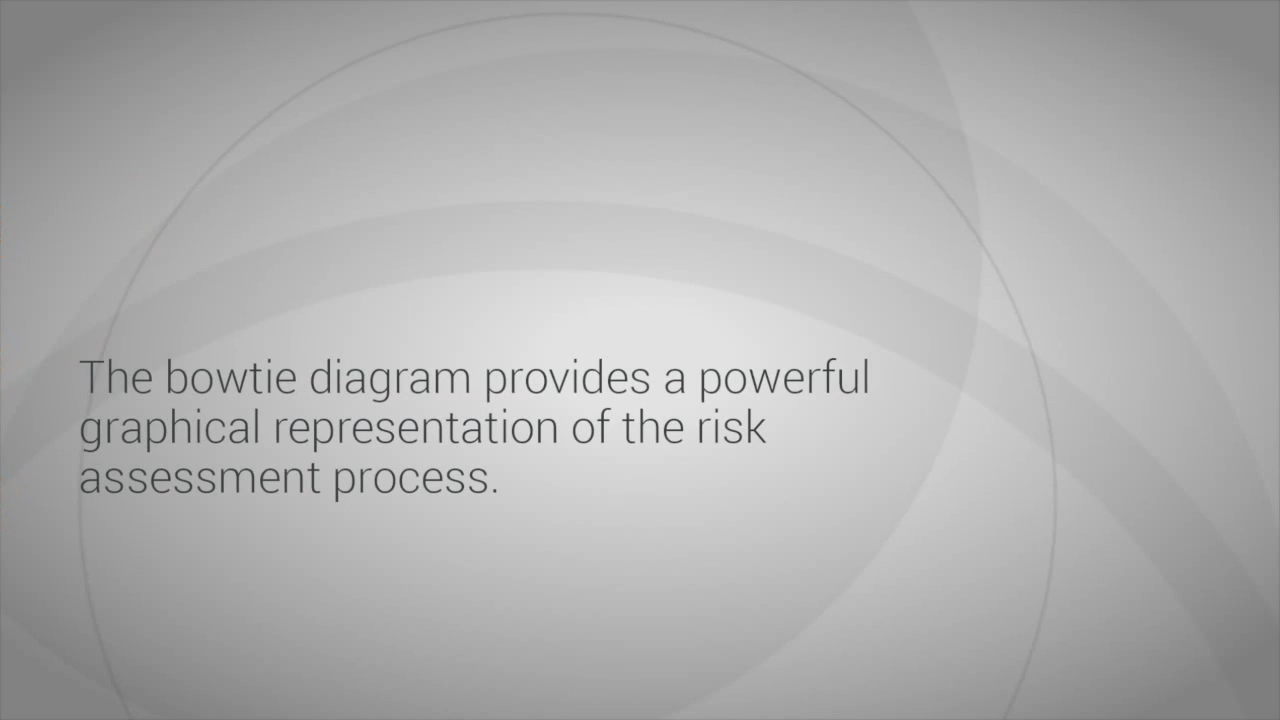 The bowtie diagram provides a powerful
graphical representation of the risk
assessment process.